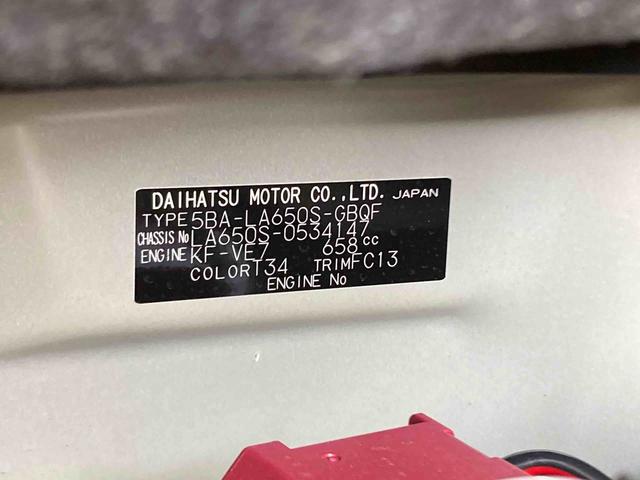 DAIHATSU MOTOR CO.,LTD. JAPAN
TYPE 5BA-LA650S-GBQF
CHASSIS No LA650S-0534147
ENGINE KF-VE7 658cc
COLOR T34 TRIM FC13
ENGINE No